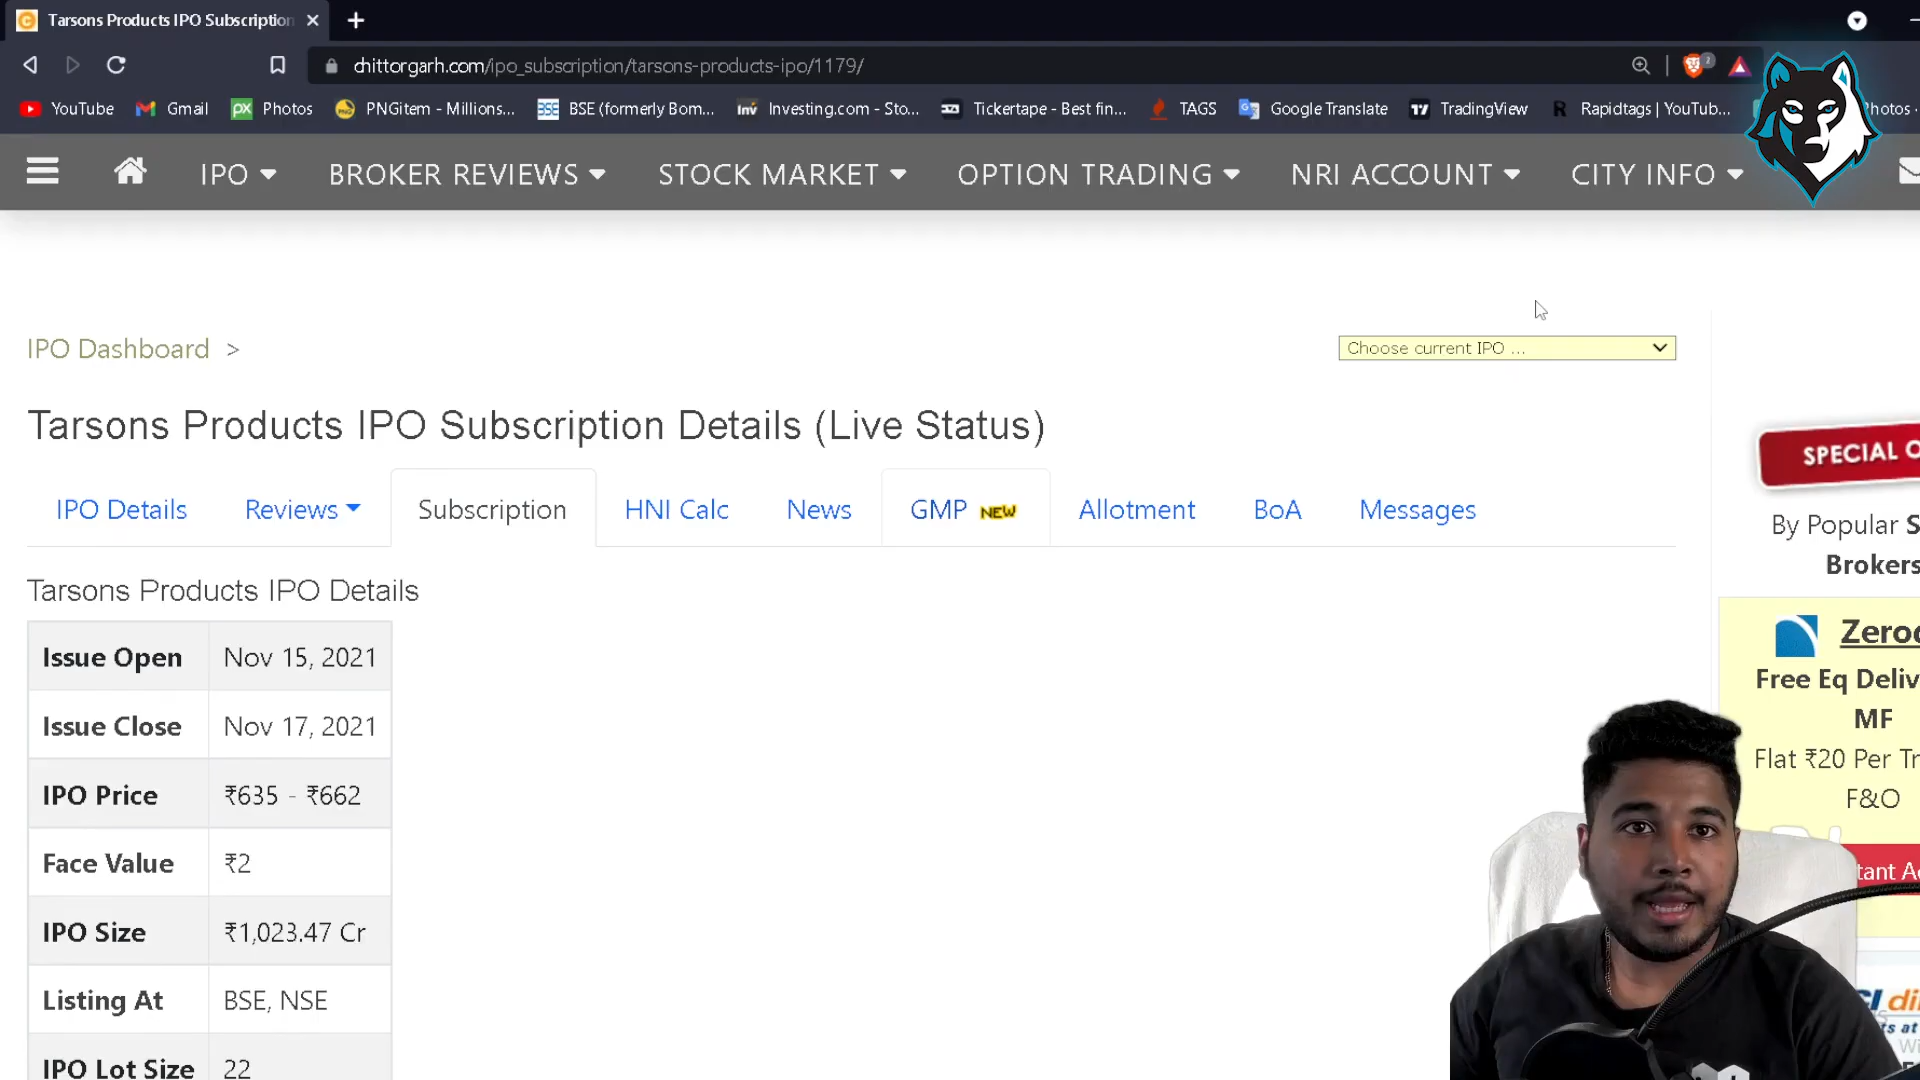 Tarsons Products IPO Subscription
chittorgarh.com/ipo_subscription/tarsons-products-ipo/1179/
YouTube Gmail Photos PNGitem - Millions... BSE (formerly Bom... Investing.com - Sto... Tickertape - Best fin... TAGS Google Translate TradingView Rapidtags | YouTub... Photos
IPO BROKER REVIEWS STOCK MARKET OPTION TRADING NRI ACCOUNT CITY INFO
IPO Dashboard >
Choose current IPO ...
Tarsons Products IPO Subscription Details (Live Status)
SPECIAL O
IPO Details Reviews Subscription HNI Calc News GMP NEW Allotment BoA Messages
By Popular S
Brokers
Tarsons Products IPO Details
Issue Open Nov 15, 2021
Issue Close Nov 17, 2021
IPO Price ₹635 - ₹662
Face Value ₹2
IPO Size ₹1,023.47 Cr
Listing At BSE, NSE
IPO Lot Size 22
Zerod
Free Eq Deliv
MF
Flat ₹20 Per Tr
F&O
tant A